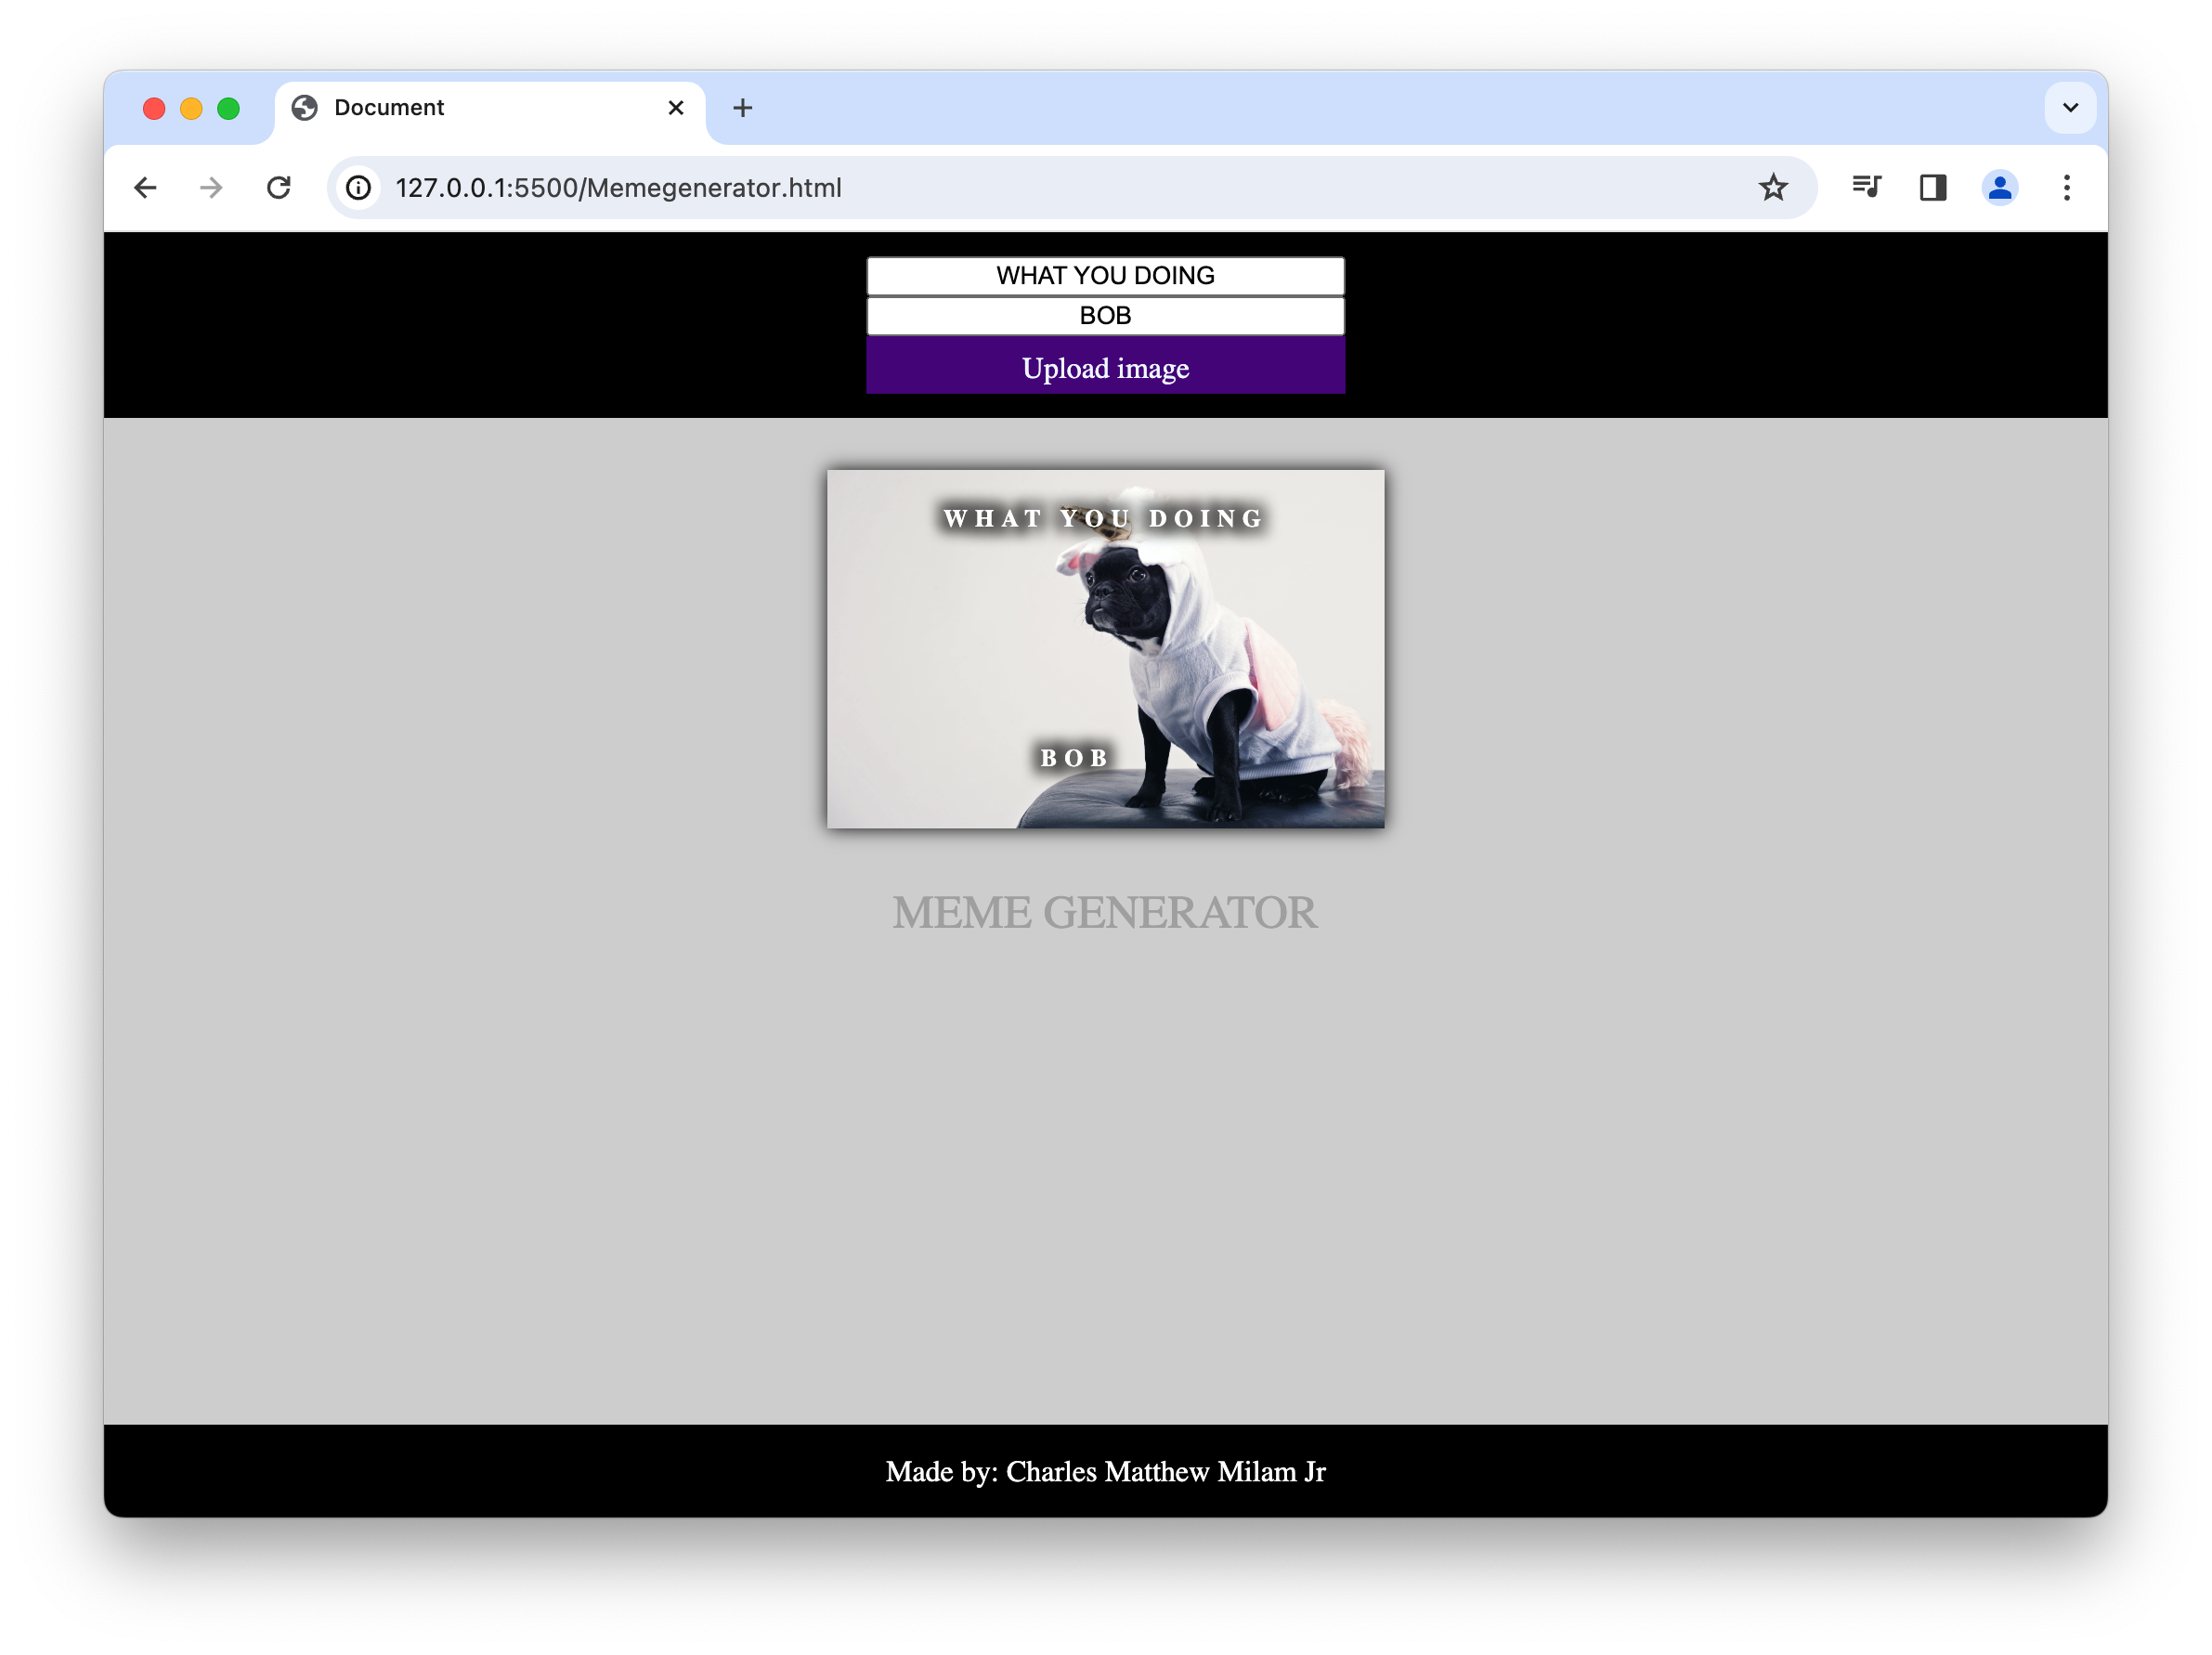 Document
127.0.0.1:5500/Memegenerator.html
WHAT YOU DOING
BOB
Upload image
WHAT YOU DOING
BOB
MEME GENERATOR
Made by: Charles Matthew Milam Jr